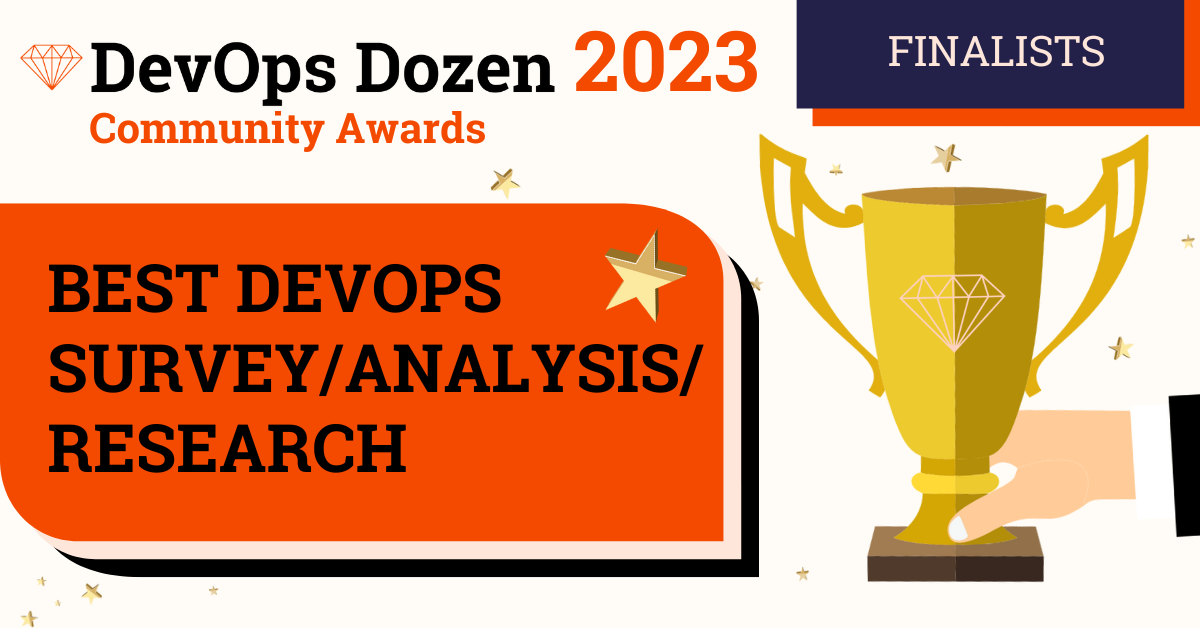 DevOps Dozen 2023
Community Awards
FINALISTS
BEST DEVOPS
SURVEY/ANALYSIS/
RESEARCH